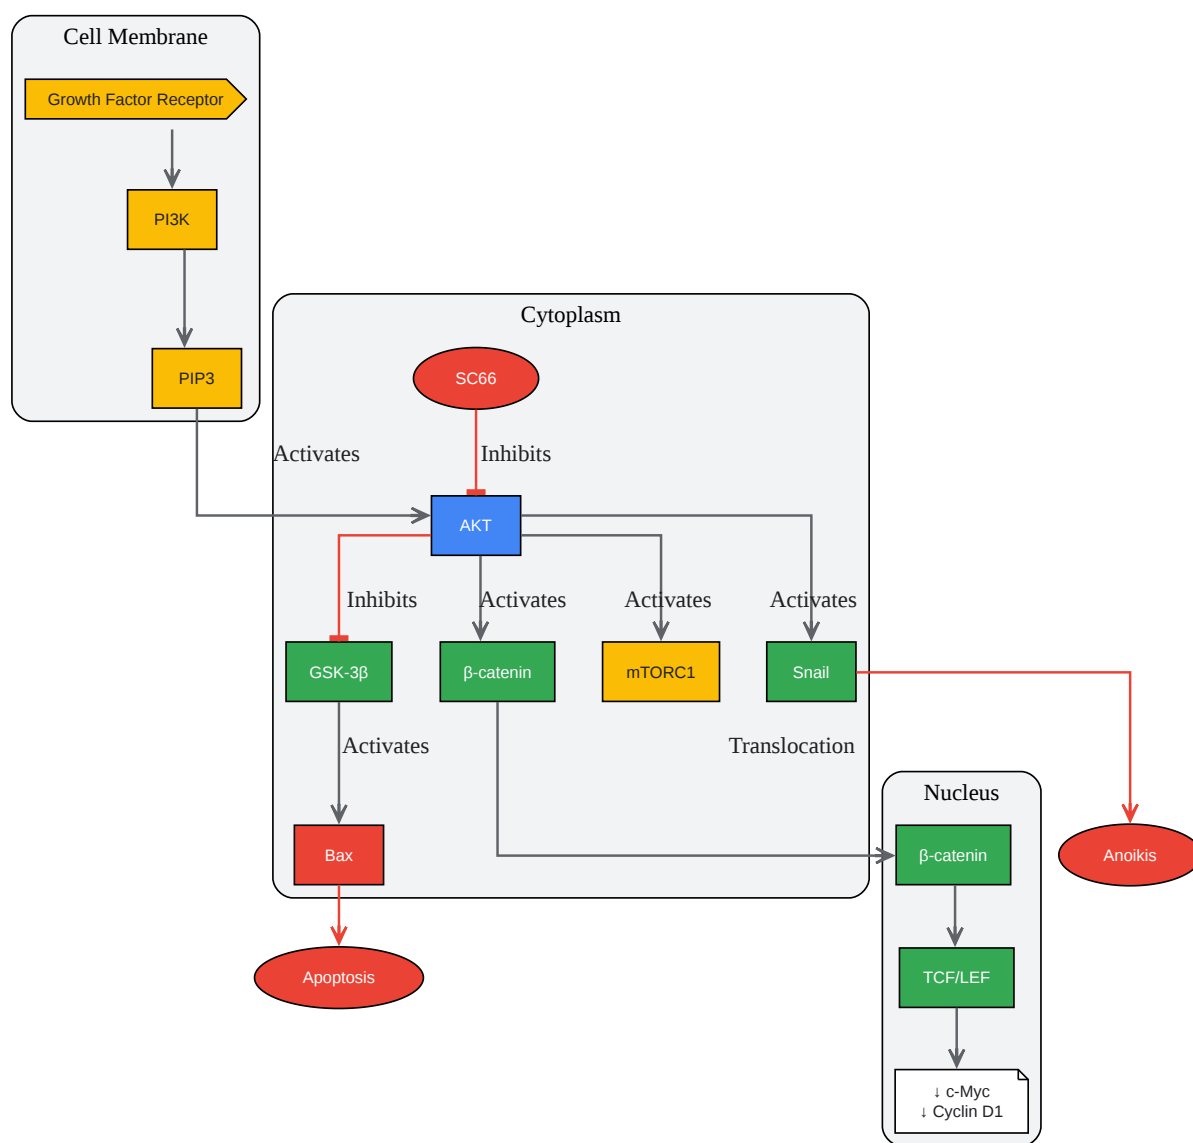 Cell Membrane
Growth Factor Receptor
PI3K
PIP3
Cytoplasm
SC66
Activates
Inhibits
AKT
Inhibits
Activates
Activates
Activates
GSK-3β
β-catenin
mTORC1
Snail
Activates
Translocation
Nucleus
Bax
β-catenin
Anoikis
Apoptosis
TCF/LEF
↓ c-Myc
↓ Cyclin D1